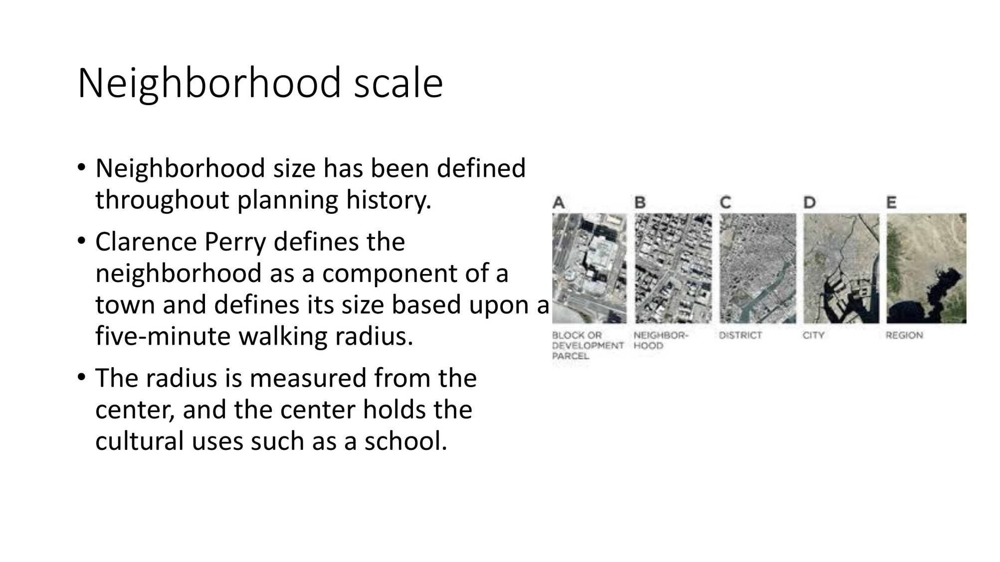 Neighborhood scale
• Neighborhood size has been defined
throughout planning history.
• Clarence Perry defines the
neighborhood as a component of a
town and defines its size based upon a
five-minute walking radius.
• The radius is measured from the
center, and the center holds the
cultural uses such as a school.
A B C D E
BLOCK OR
DEVELOPMENT
PARCEL
NEIGHBOR-
HOOD
DISTRICT
CITY
REGION